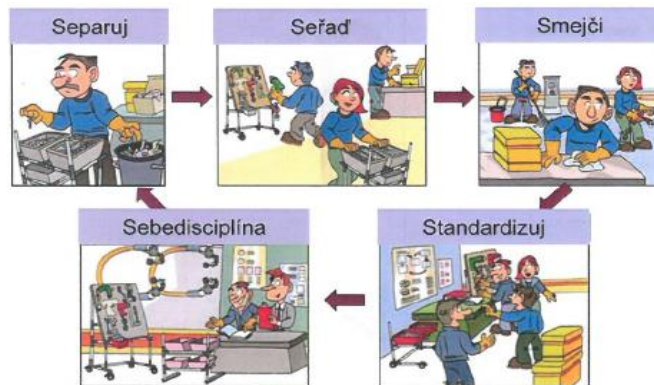 Separuj
Seřaď
Smejči
Sebedisciplína
Standardizuj